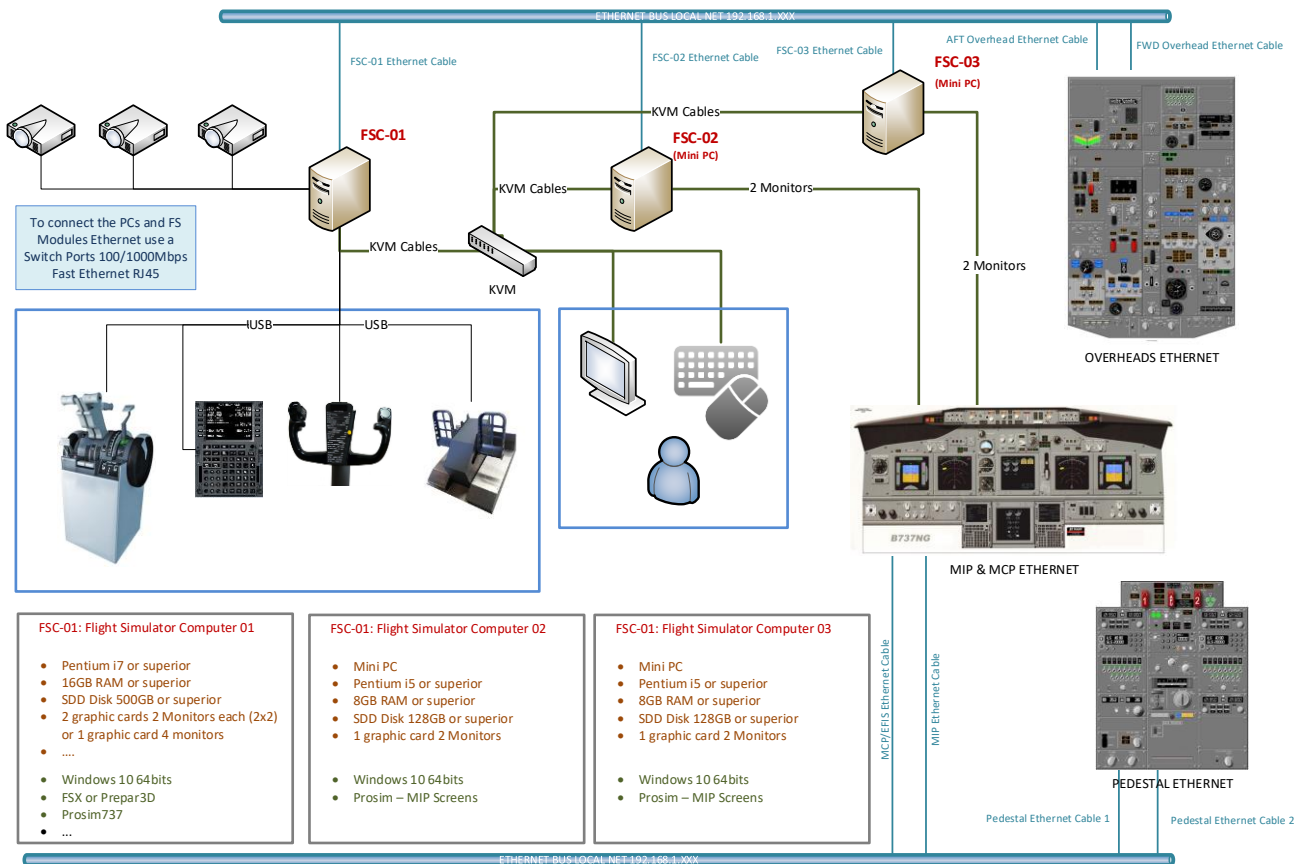 ETHERNET BUS LOCAL NET 192.168.1.XXX
FSC-01 Ethernet Cable
FSC-02 Ethernet Cable
FSC-03 Ethernet Cable
AFT Overhead Ethernet Cable
FWD Overhead Ethernet Cable
FSC-03
(Mini PC)
KVM Cables
FSC-01
FSC-02
(Mini PC)
KVM Cables
2 Monitors
To connect the PCs and FS
Modules Ethernet use a
Switch Ports 100/1000Mbps
Fast Ethernet RJ45
KVM Cables
KVM
2 Monitors
USB
USB
OVERHEADS ETHERNET
B737NG
MIP & MCP ETHERNET
MCP/EFIS Ethernet Cable
MIP Ethernet Cable
PEDESTAL ETHERNET
Pedestal Ethernet Cable 1
Pedestal Ethernet Cable 2
FSC-01: Flight Simulator Computer 01
• Pentium i7 or superior
• 16GB RAM or superior
• SDD Disk 500GB or superior
• 2 graphic cards 2 Monitors each (2x2)
or 1 graphic card 4 monitors
• ....
• Windows 10 64bits
• FSX or Prepar3D
• Prosim737
• ...
FSC-01: Flight Simulator Computer 02
• Mini PC
• Pentium i5 or superior
• 8GB RAM or superior
• SDD Disk 128GB or superior
• 1 graphic card 2 Monitors
• Windows 10 64bits
• Prosim – MIP Screens
FSC-01: Flight Simulator Computer 03
• Mini PC
• Pentium i5 or superior
• 8GB RAM or superior
• SDD Disk 128GB or superior
• 1 graphic card 2 Monitors
• Windows 10 64bits
• Prosim – MIP Screens
ETHERNET BUS LOCAL NET 192.168.1.XXX